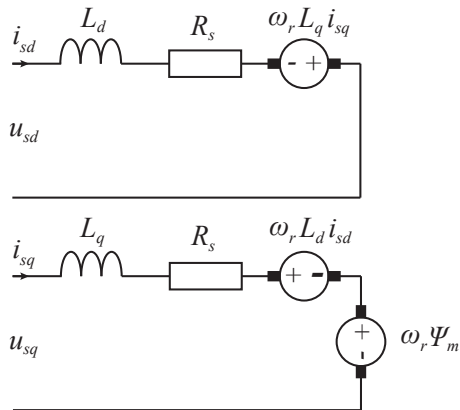 L_d R_s ω_r L_q i_sq
i_sd
- +
u_sd
L_q R_s ω_r L_d i_sd
i_sq
+ -
+
-
u_sq
ω_r Ψ_m